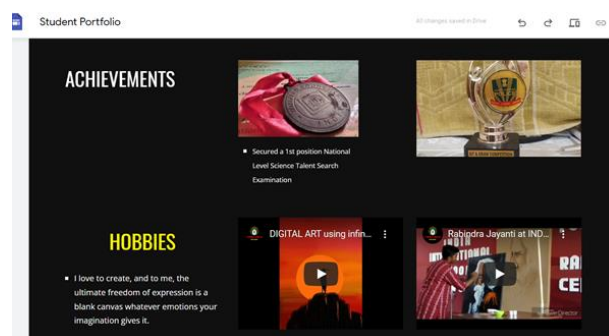 Student Portfolio
All changes saved in Drive
ACHIEVEMENTS
Secured a 1st position National
Level Science Talent Search
Examination
HOBBIES
I love to create, and to me, the
ultimate freedom of expression is a
blank canvas whatever emotions your
imagination gives it.
DIGITAL ART using infin...
Rabindra Jayanti at IND...
RA
CE